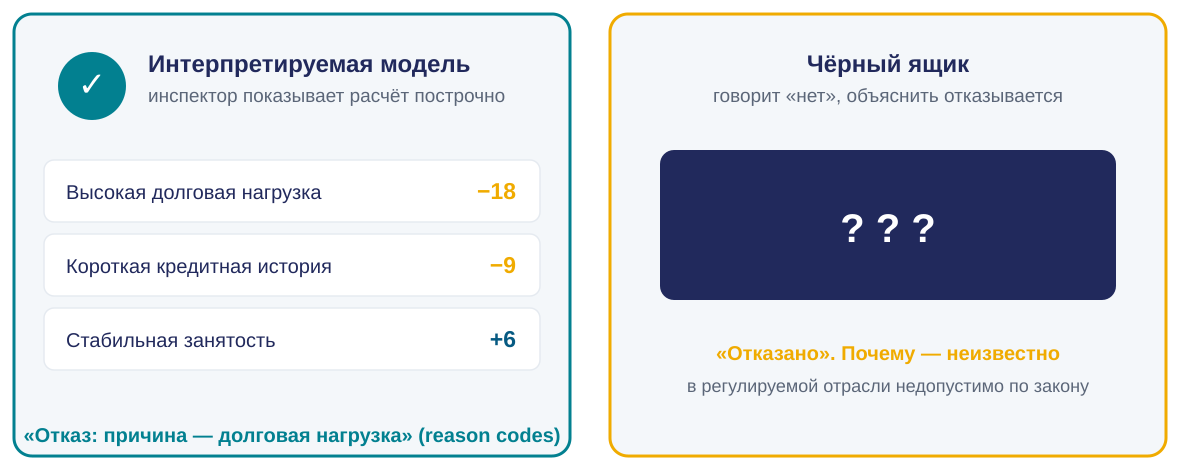 ✓
Интерпретируемая модель
инспектор показывает расчёт построчно
Высокая долговая нагрузка −18
Короткая кредитная история −9
Стабильная занятость +6
«Отказ: причина — долговая нагрузка» (reason codes)
Чёрный ящик
говорит «нет», объяснить отказывается
? ? ?
«Отказано». Почему — неизвестно
в регулируемой отрасли недопустимо по закону